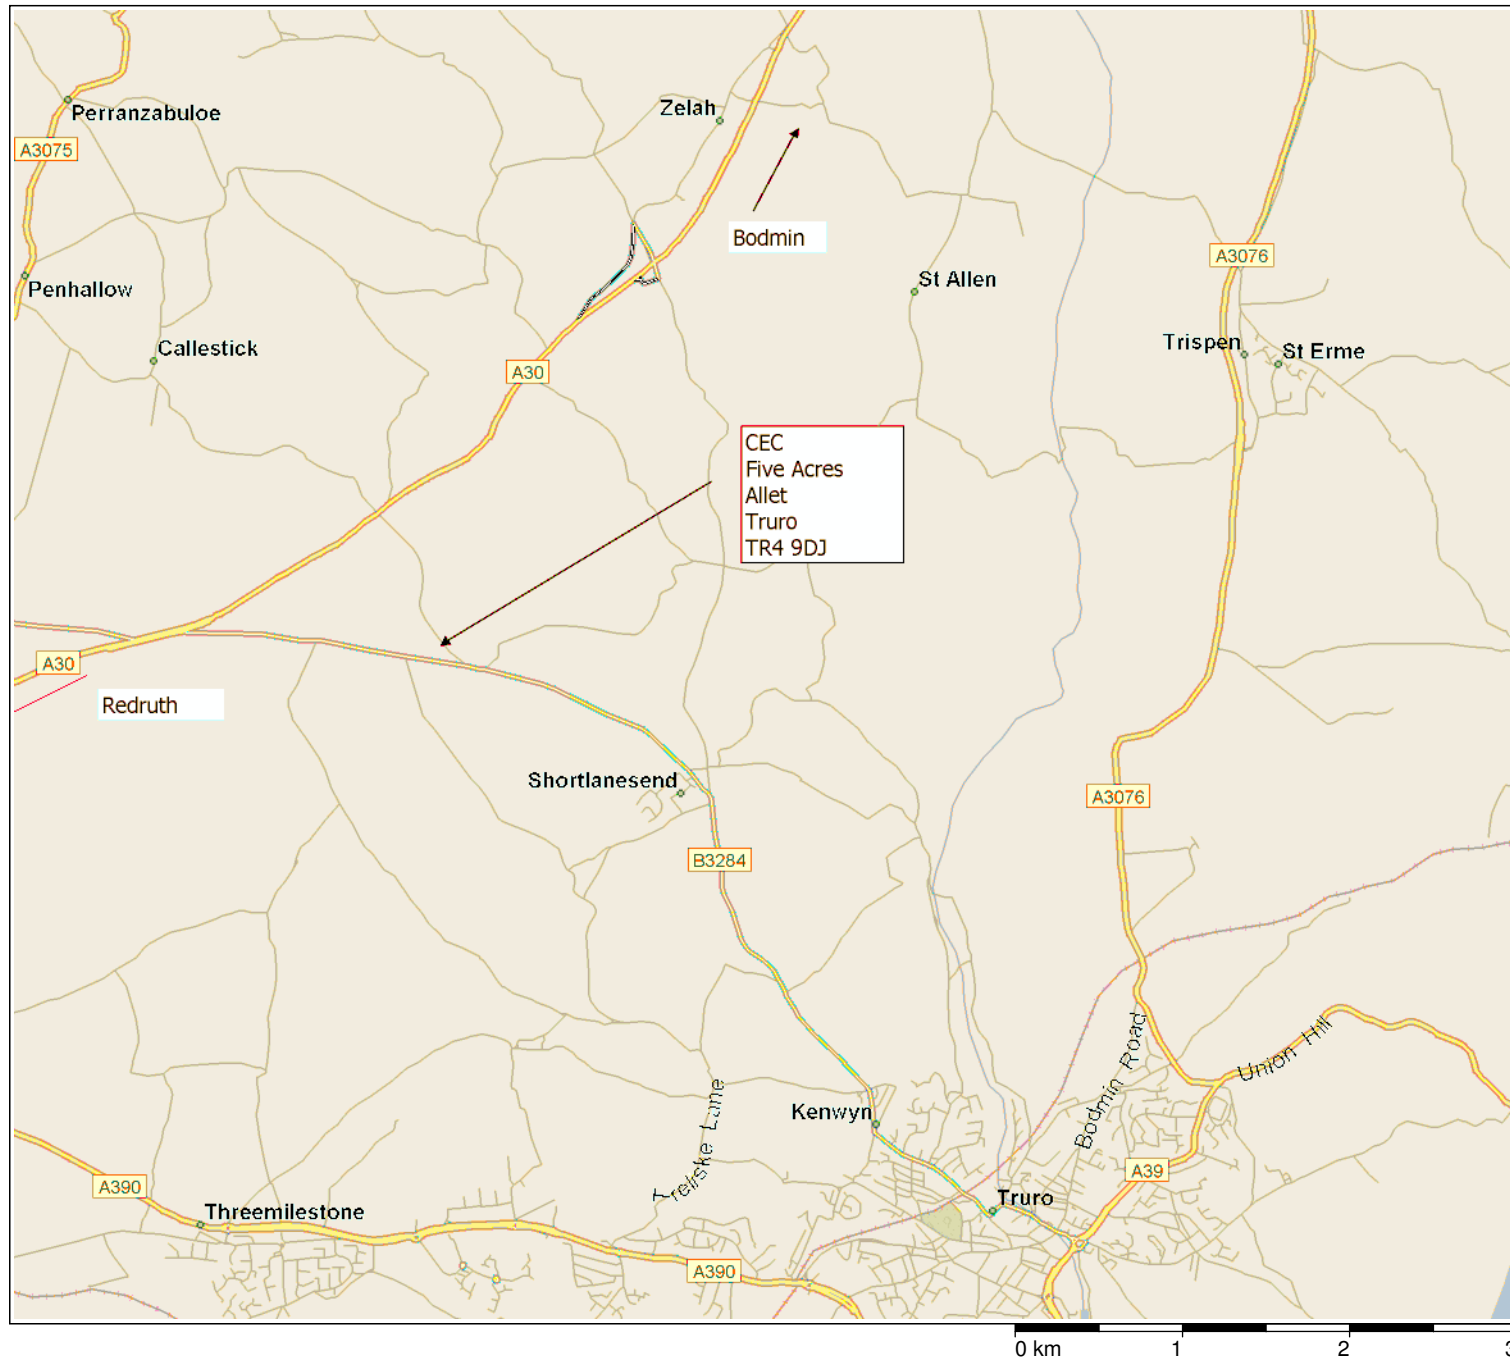 Perranzabuloe
Zelah
A3075
Bodmin
A3076
Penhallow
St Allen
Callestick
Trispen
St Erme
A30
CEC
Five Acres
Allet
Truro
TR4 9DJ
A30
Redruth
Shortlanesend
A3076
B3284
Bodmin Road
Union Hill
Treliske Lane
Kenwyn
A390
A39
Threemilestone
Truro
A390
0 km 1 2 3